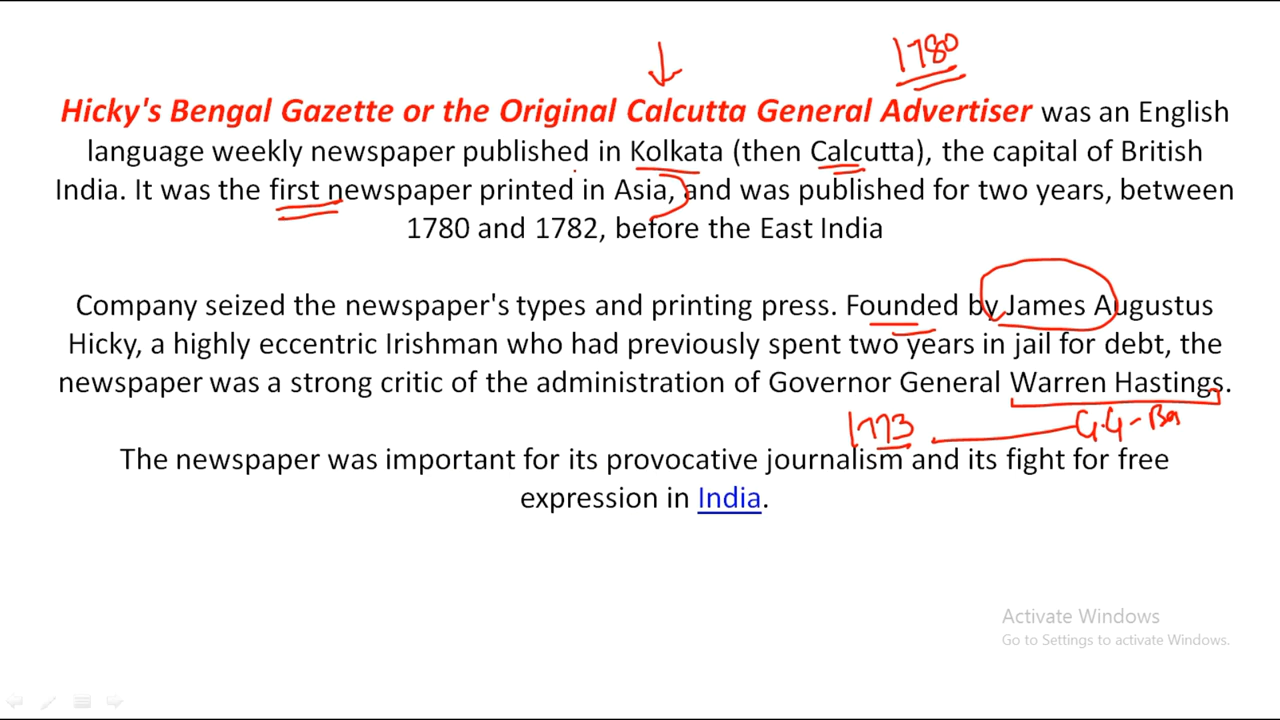 1780
Hicky's Bengal Gazette or the Original Calcutta General Advertiser was an English
language weekly newspaper published in Kolkata (then Calcutta), the capital of British
India. It was the first newspaper printed in Asia, and was published for two years, between
1780 and 1782, before the East India
Company seized the newspaper's types and printing press. Founded by James Augustus
Hicky, a highly eccentric Irishman who had previously spent two years in jail for debt, the
newspaper was a strong critic of the administration of Governor General Warren Hastings.
1773 G.G-
The newspaper was important for its provocative journalism and its fight for free
expression in India.
Activate Windows
Go to Settings to activate Windows.